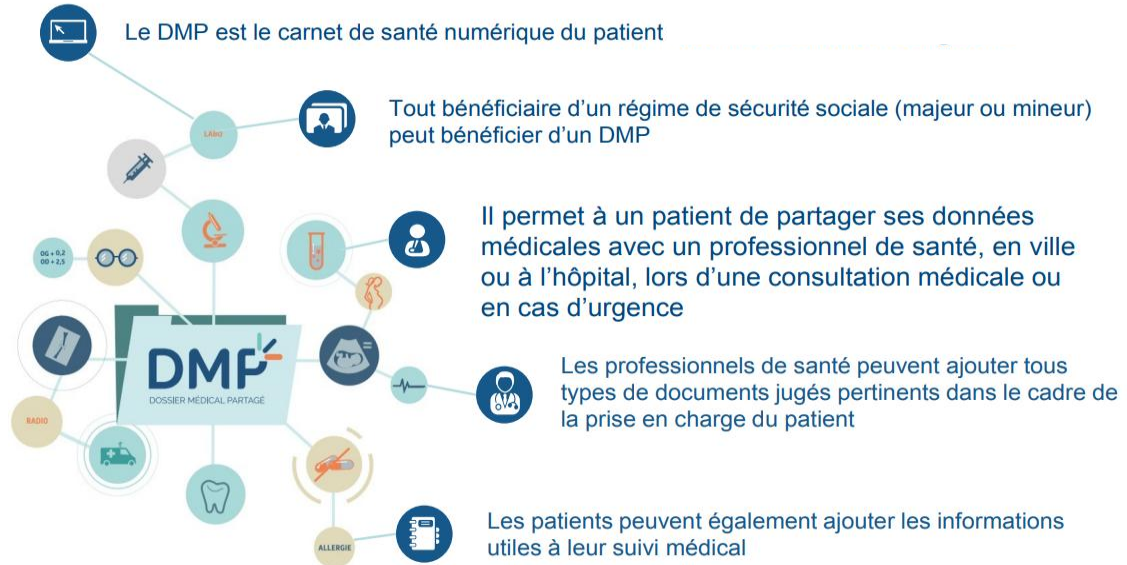 Le DMP est le carnet de santé numérique du patient
LABO
Tout bénéficiaire d'un régime de sécurité sociale (majeur ou mineur)
peut bénéficier d'un DMP
Il permet à un patient de partager ses données
médicales avec un professionnel de santé, en ville
ou à l'hôpital, lors d'une consultation médicale ou
en cas d'urgence
OG + 0,2
OD + 2,5
DMP
DOSSIER MÉDICAL PARTAGÉ
Les professionnels de santé peuvent ajouter tous
types de documents jugés pertinents dans le cadre de
la prise en charge du patient
RADIO
Les patients peuvent également ajouter les informations
utiles à leur suivi médical
ALLERGIE